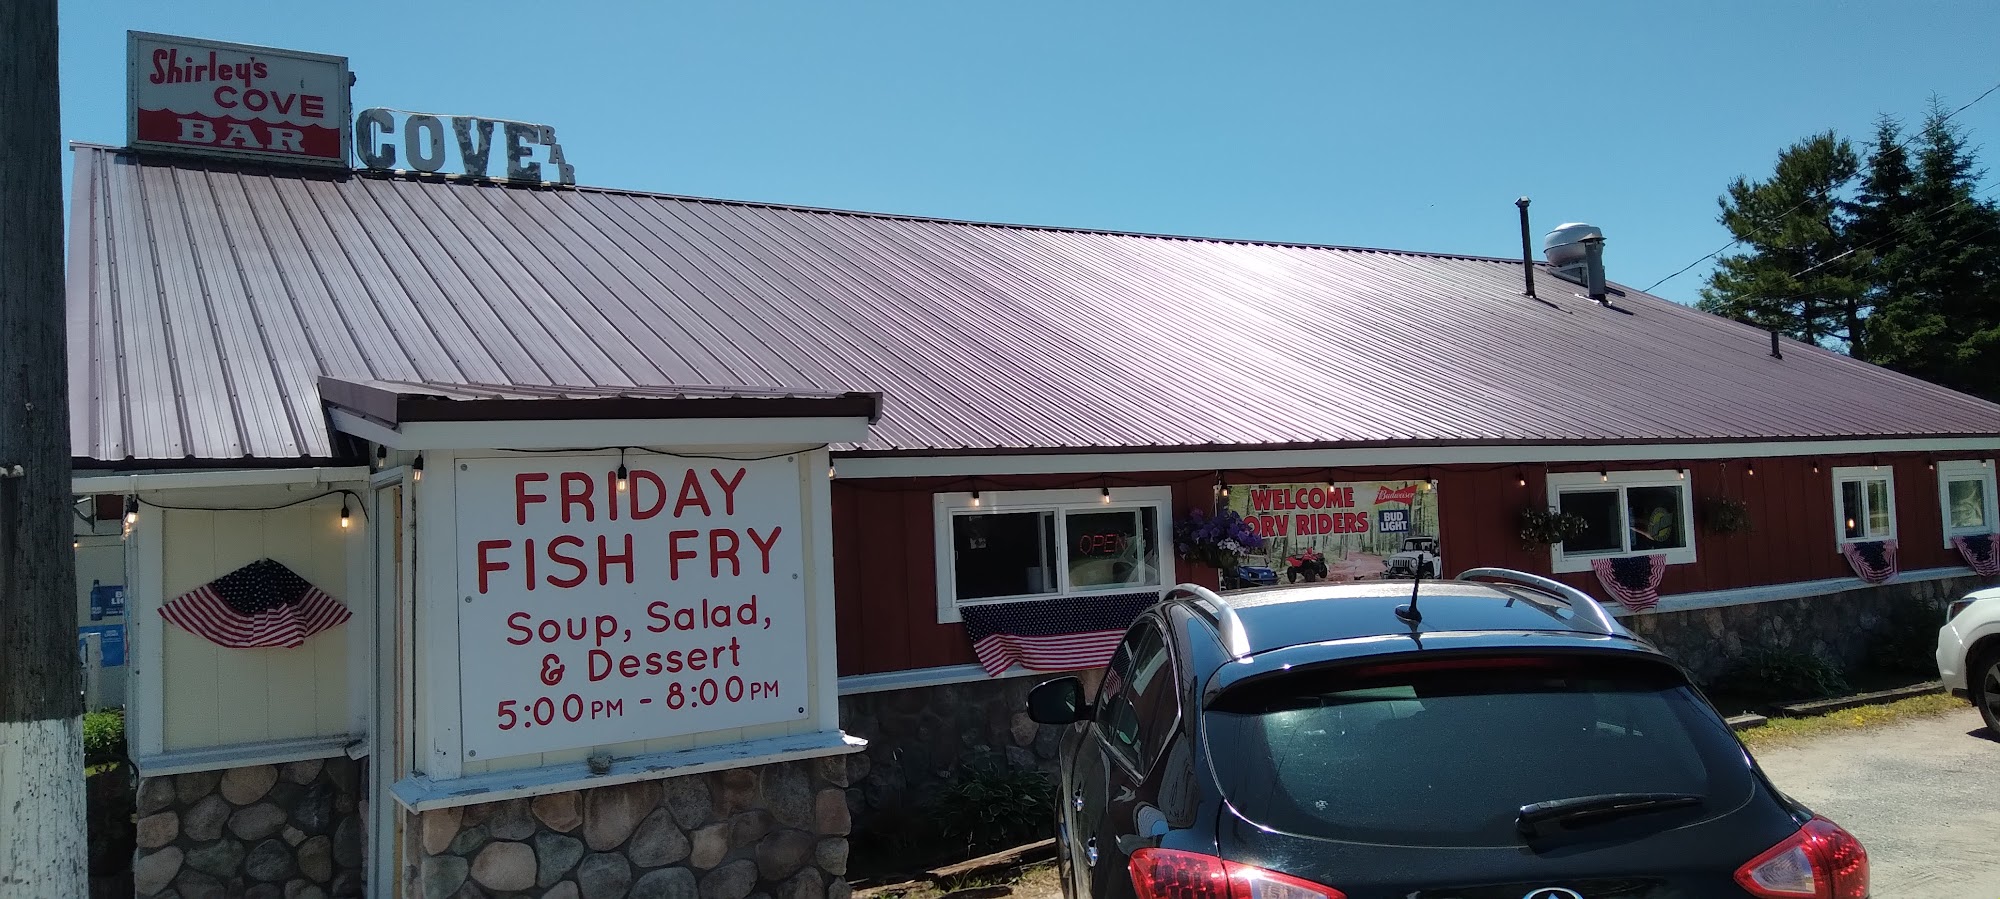 Shirley's
COVE
BAR
COVE
BAR
FRIDAY
FISH FRY
Soup, Salad,
& Dessert
5:00PM - 8:00PM
OPEN
WELCOME
ORV RIDERS
Budweiser
BUD
LIGHT